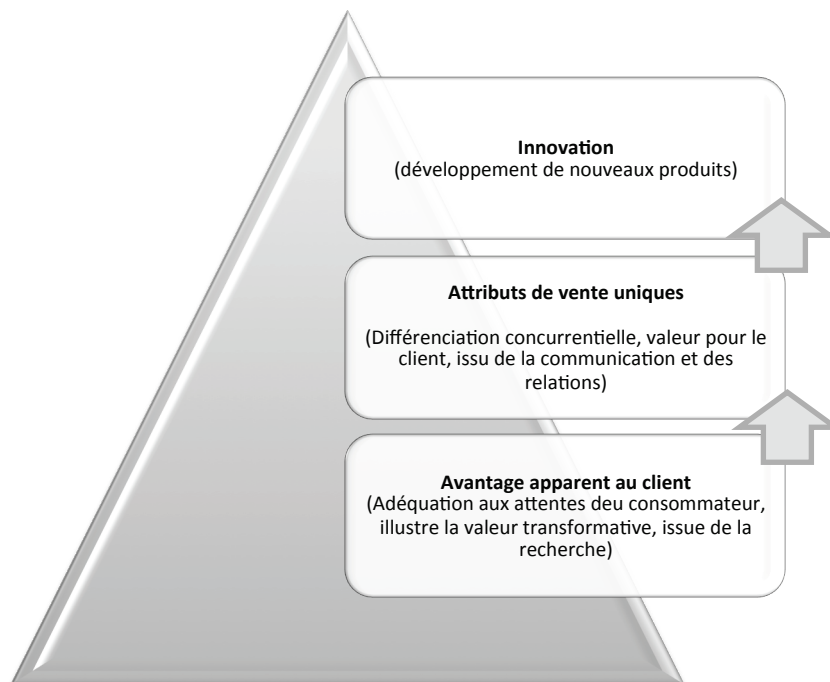 Innovation
(développement de nouveaux produits)
Attributs de vente uniques
(Différenciation concurrentielle, valeur pour le
client, issu de la communication et des
relations)
Avantage apparent au client
(Adéquation aux attentes deu consommateur,
illustre la valeur transformative, issue de la
recherche)